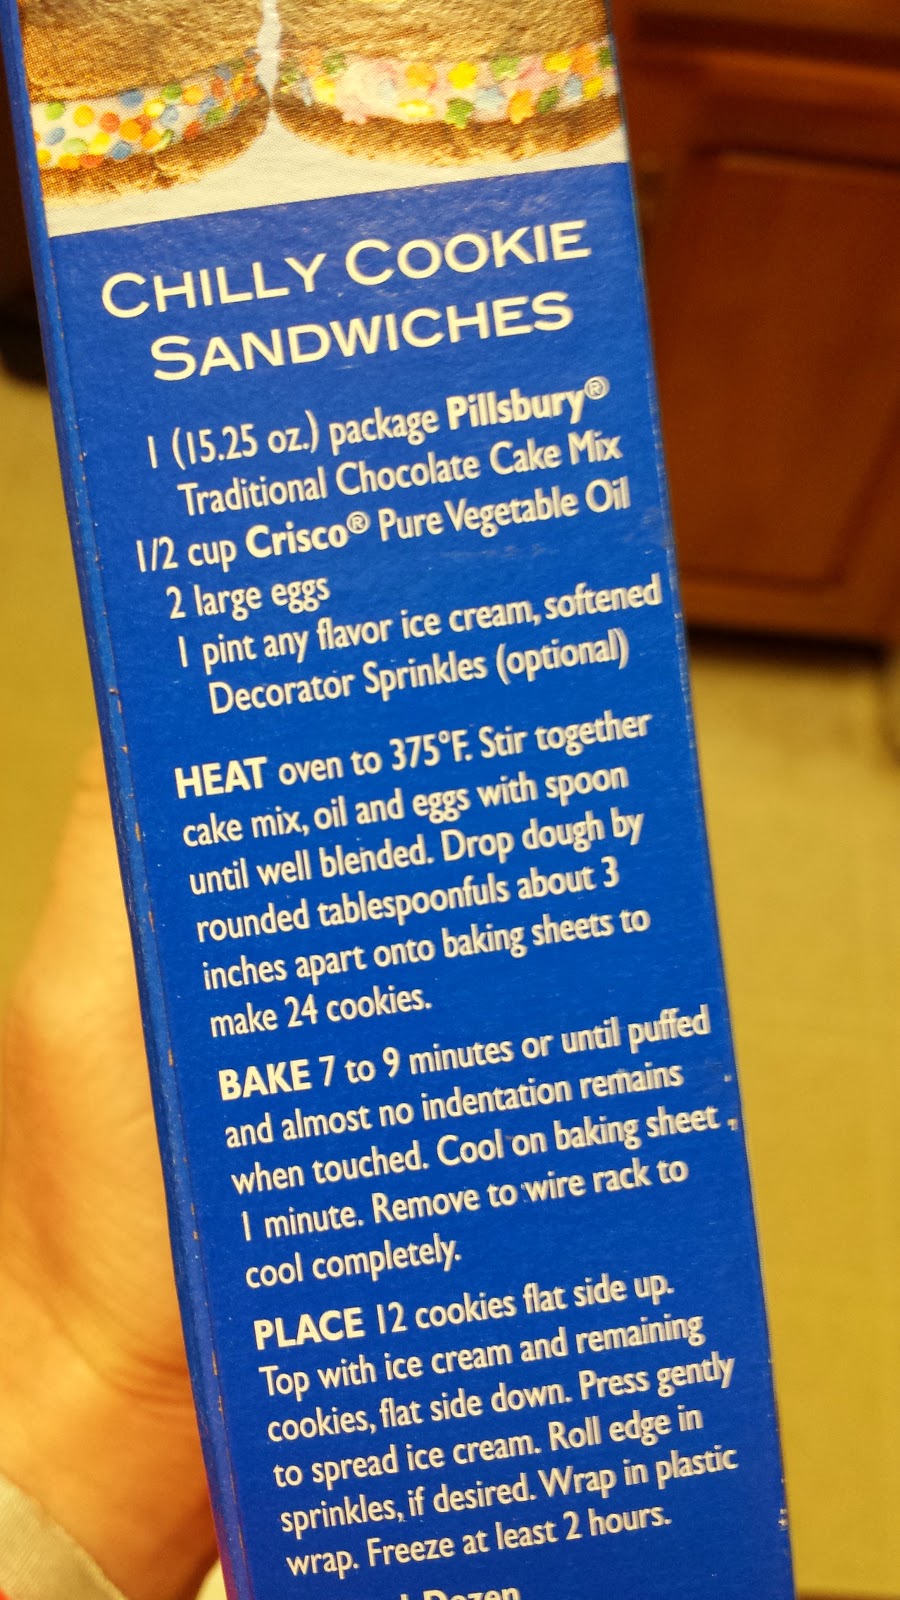 CHILLY COOKIE
SANDWICHES
1 (15.25 oz.) package Pillsbury®
Traditional Chocolate Cake Mix
1/2 cup Crisco® Pure Vegetable Oil
2 large eggs
1 pint any flavor ice cream, softened
Decorator Sprinkles (optional)
HEAT oven to 375°F. Stir together
cake mix, oil and eggs with spoon
until well blended. Drop dough by
rounded tablespoonfuls about 3
inches apart onto baking sheets to
make 24 cookies.
BAKE 7 to 9 minutes or until puffed
and almost no indentation remains
when touched. Cool on baking sheet
1 minute. Remove to wire rack to
cool completely.
PLACE 12 cookies flat side up.
Top with ice cream and remaining
cookies, flat side down. Press gently
to spread ice cream. Roll edge in
sprinkles, if desired. Wrap in plastic
wrap. Freeze at least 2 hours.
Dozen